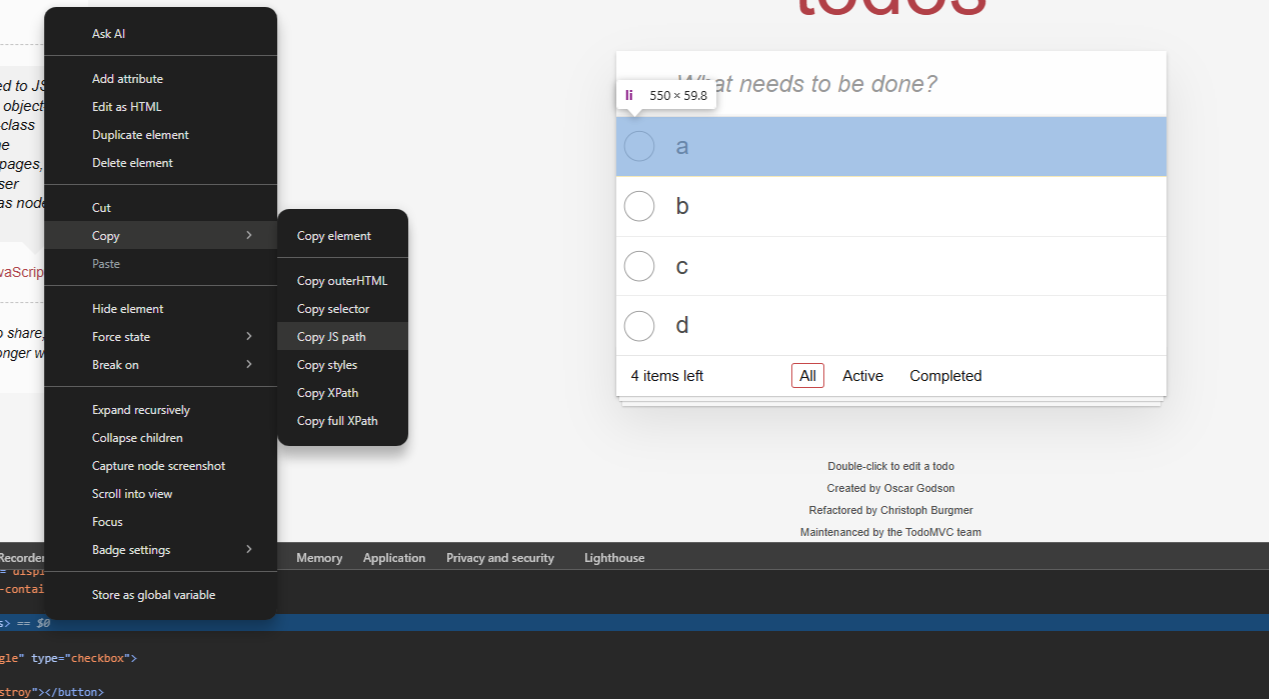 todos
What needs to be done?
li 550 × 59.8
a
b
c
d
4 items left
All
Active
Completed
Double-click to edit a todo
Created by Oscar Godson
Refactored by Christoph Burgmer
Maintenanced by the TodoMVC team
ed to JS
object
-class
pages,
ser
as node
vaScrip
o share,
onger w
Ask AI
Add attribute
Edit as HTML
Duplicate element
Delete element
Cut
Copy
Paste
Hide element
Force state
Break on
Expand recursively
Collapse children
Capture node screenshot
Scroll into view
Focus
Badge settings
Store as global variable
Copy element
Copy outerHTML
Copy selector
Copy JS path
Copy styles
Copy XPath
Copy full XPath
Recorder
Memory
Application
Privacy and security
Lighthouse
="displ
-contai
s> == $0
gle" type="checkbox">
stroy"></button>